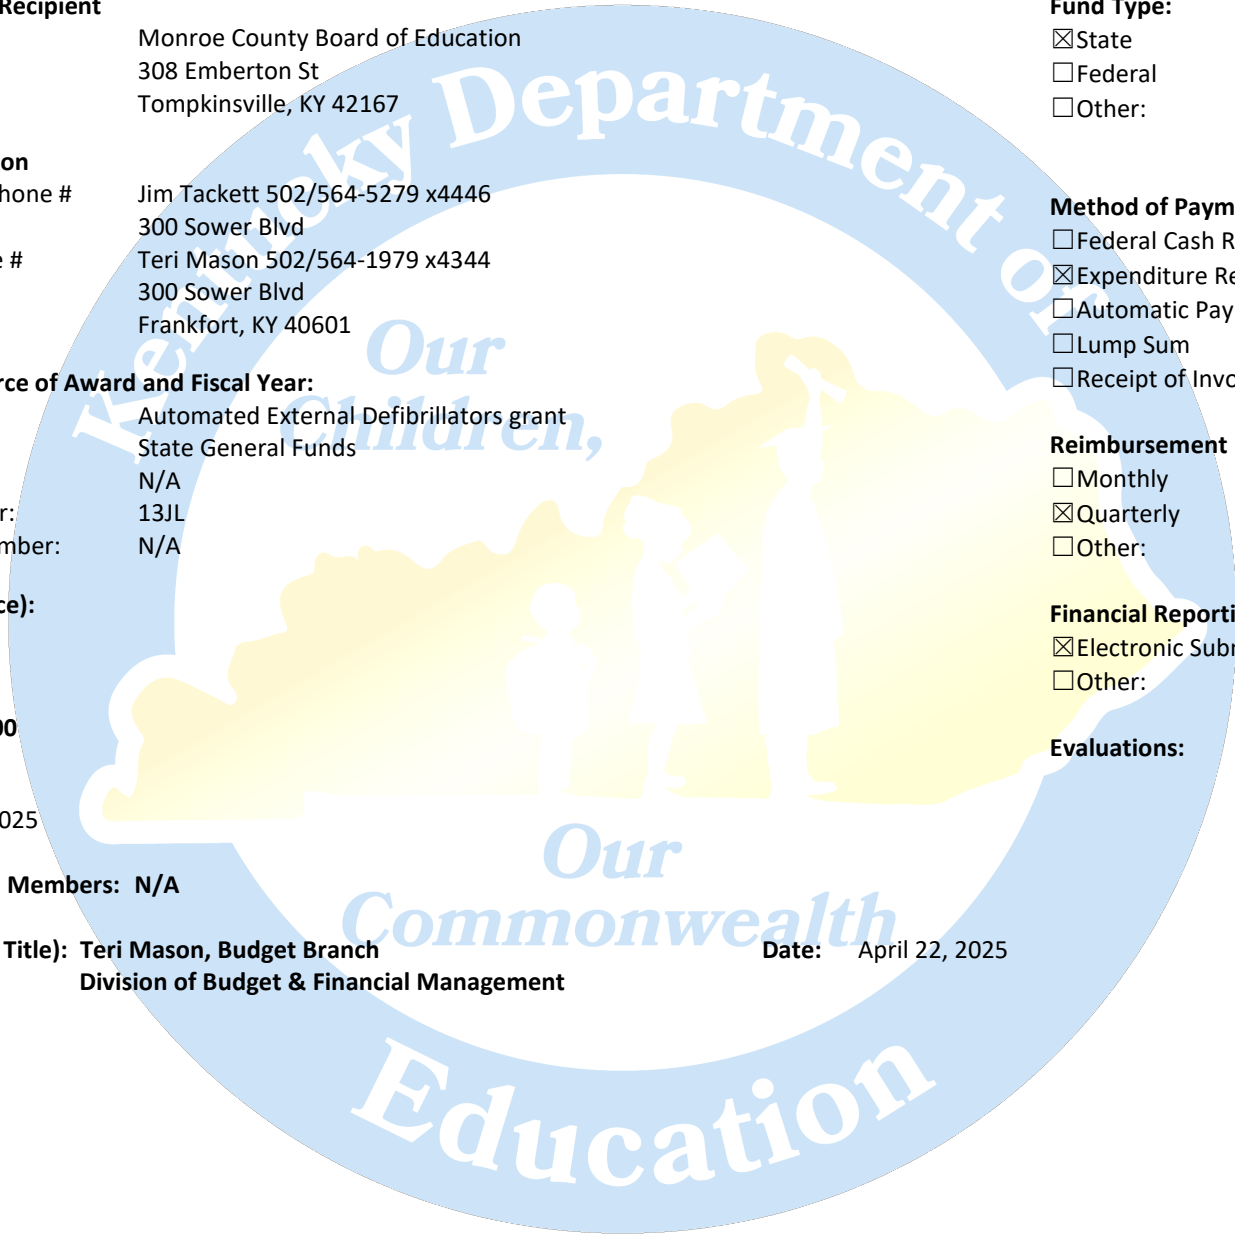 Recipient
Monroe County Board of Education
308 Emberton St
Tompkinsville, KY 42167
on
hone # Jim Tackett 502/564-5279 x4446
300 Sower Blvd
e # Teri Mason 502/564-1979 x4344
300 Sower Blvd
Frankfort, KY 40601
rce of Award and Fiscal Year:
Automated External Defibrillators grant
State General Funds
N/A
r: 13JL
mber: N/A
ce):
00
025
Members: N/A
Title): Teri Mason, Budget Branch
Division of Budget & Financial Management
Date: April 22, 2025
Fund Type:
☒State
☐Federal
☐Other:
Method of Paym
☐Federal Cash R
☒Expenditure Re
☐Automatic Pay
☐Lump Sum
☐Receipt of Invo
Reimbursement
☐Monthly
☒Quarterly
☐Other:
Financial Reporti
☒Electronic Subr
☐Other:
Evaluations:
Kentucky Department of
Education
Our
Children,
Our
Commonwealth